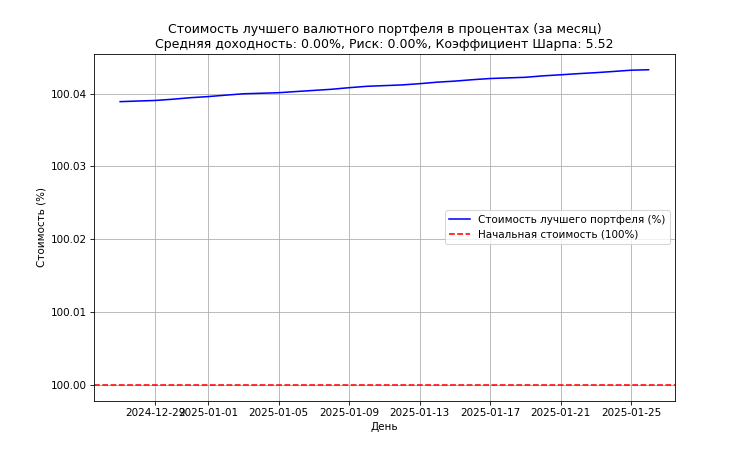 Стоимость лучшего валютного портфеля в процентах (за месяц)
Средняя доходность: 0.00%, Риск: 0.00%, Коэффициент Шарпа: 5.52
Стоимость (%)
100.04
100.03
100.02
100.01
100.00
Стоимость лучшего портфеля (%)
Начальная стоимость (100%)
2024-12-29 2025-01-01 2025-01-05 2025-01-09 2025-01-13 2025-01-17 2025-01-21 2025-01-25
День